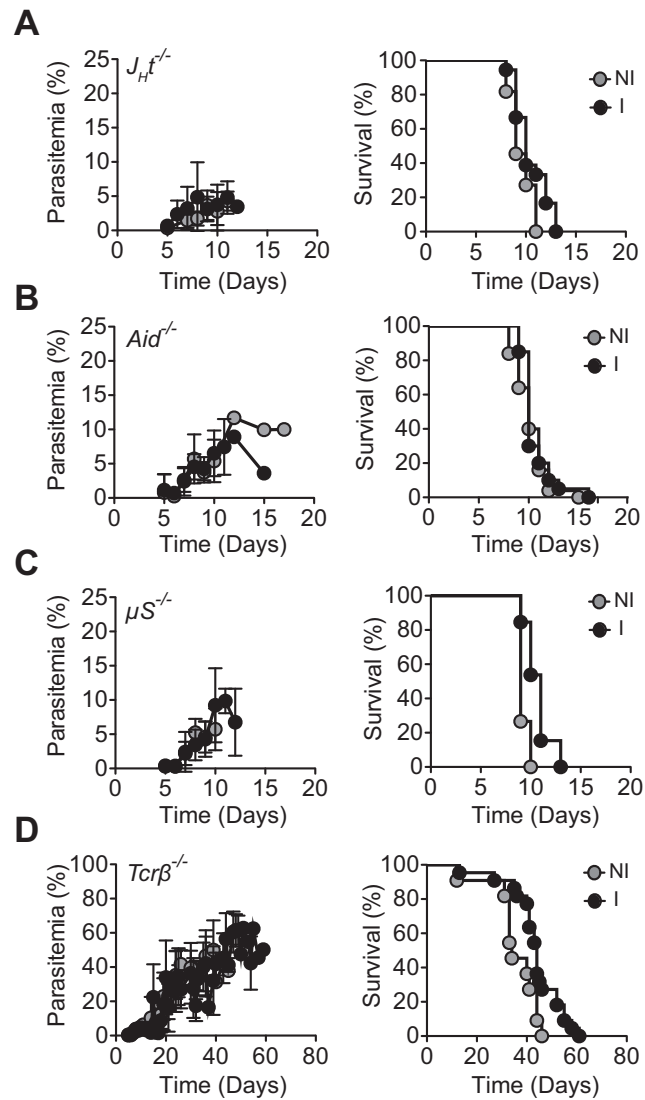 A
J_H t^-/-
Parasitemia (%)
25
20
15
10
5
0
0 5 10 15 20
Time (Days)
Survival (%)
100
80
60
40
20
0
0 5 10 15 20
Time (Days)
NI
I
B
Aid^-/-
Parasitemia (%)
25
20
15
10
5
0
0 5 10 15 20
Time (Days)
Survival (%)
100
80
60
40
20
0
0 5 10 15 20
Time (Days)
NI
I
C
µS^-/-
Parasitemia (%)
25
20
15
10
5
0
0 5 10 15 20
Time (Days)
Survival (%)
100
80
60
40
20
0
0 5 10 15 20
Time (Days)
NI
I
D
Tcrβ^-/-
Parasitemia (%)
100
80
60
40
20
0
0 20 40 60 80
Time (Days)
Survival (%)
100
80
60
40
20
0
0 20 40 60 80
Time (Days)
NI
I